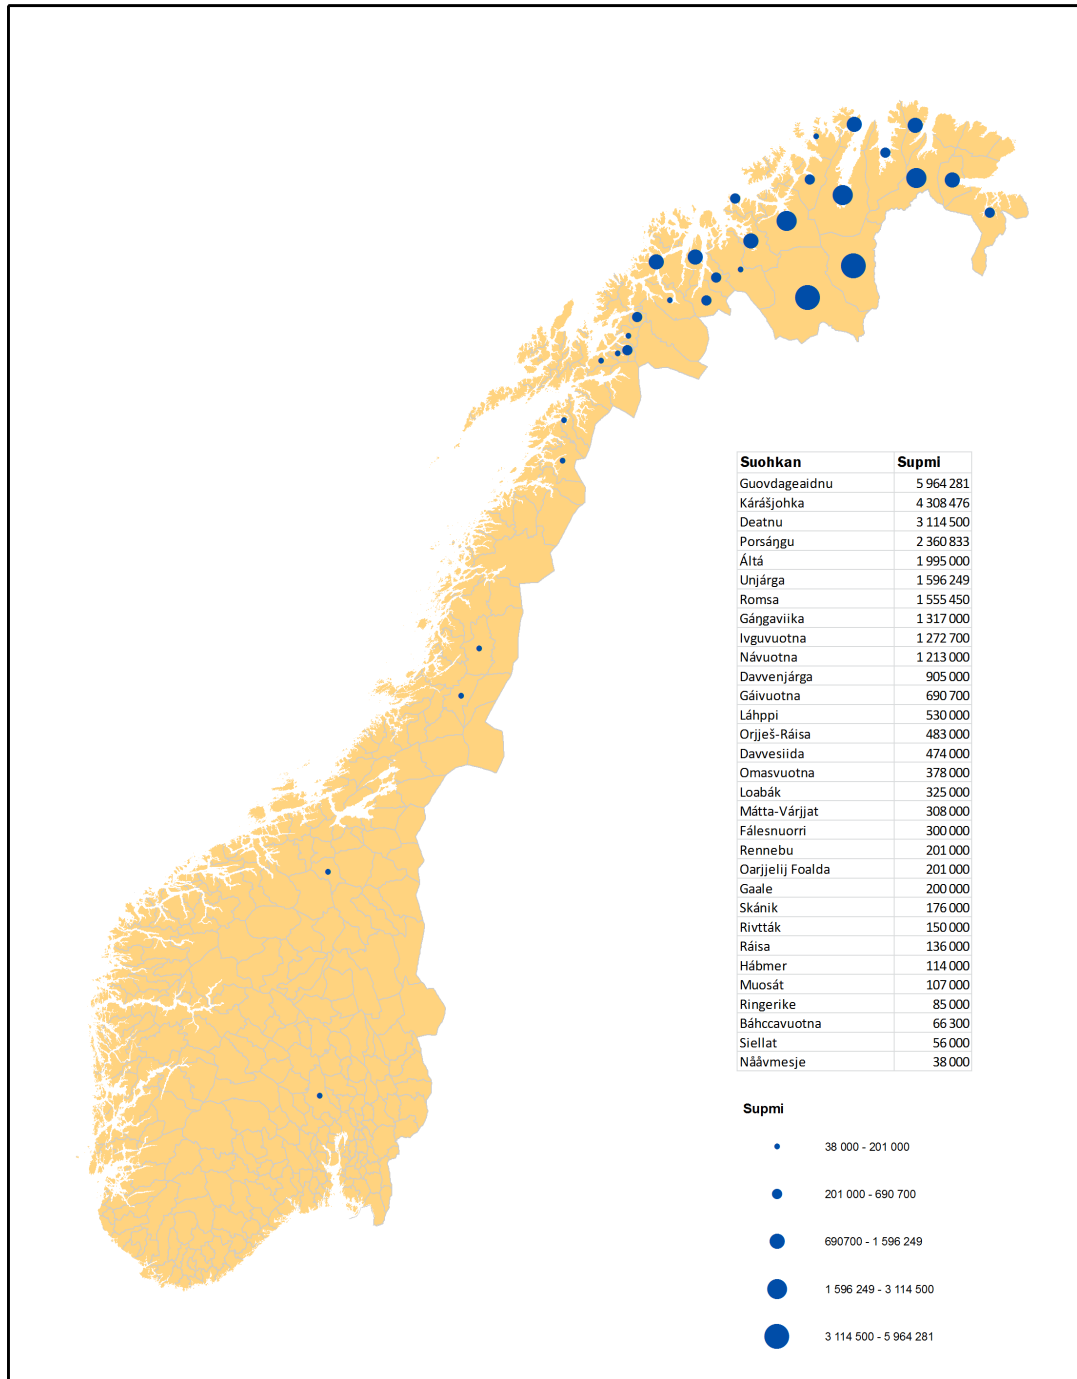 Suohkan Supmi
Guovdageaidnu 5 964 281
Kárášjohka 4 308 476
Deatnu 3 114 500
Porsáŋgu 2 360 833
Áltá 1 995 000
Unjárga 1 596 249
Romsa 1 555 450
Gáŋgaviika 1 317 000
Ivguvuotna 1 272 700
Návuotna 1 213 000
Davvenjárga 905 000
Gáivuotna 690 700
Láhppi 530 000
Orjješ-Ráisa 483 000
Davvesiida 474 000
Omasvuotna 378 000
Loabák 325 000
Mátta-Várjjat 308 000
Fálesnuorri 300 000
Rennebu 201 000
Oarjjelij Foalda 201 000
Gaale 200 000
Skánik 176 000
Rivtták 150 000
Ráisa 136 000
Hábmer 114 000
Muosát 107 000
Ringerike 85 000
Báhccavuotna 66 300
Siellat 56 000
Nååvmesje 38 000
Supmi
38 000 - 201 000
201 000 - 690 700
690700 - 1 596 249
1 596 249 - 3 114 500
3 114 500 - 5 964 281